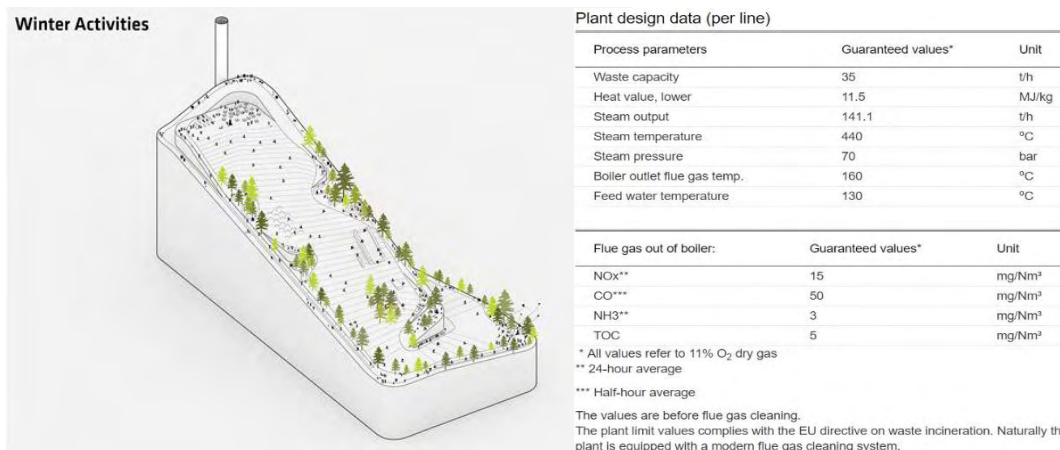 Winter Activities
Plant design data (per line)
Process parameters Guaranteed values* Unit
Waste capacity 35 t/h
Heat value, lower 11.5 MJ/kg
Steam output 141.1 t/h
Steam temperature 440 ºC
Steam pressure 70 bar
Boiler outlet flue gas temp. 160 ºC
Feed water temperature 130 ºC
Flue gas out of boiler: Guaranteed values* Unit
NOx** 15 mg/Nm³
CO*** 50 mg/Nm³
NH3** 3 mg/Nm³
TOC 5 mg/Nm³
* All values refer to 11% O₂ dry gas
** 24-hour average
*** Half-hour average
The values are before flue gas cleaning.
The plant limit values complies with the EU directive on waste incineration. Naturally th
plant is equipped with a modern flue gas cleaning system.